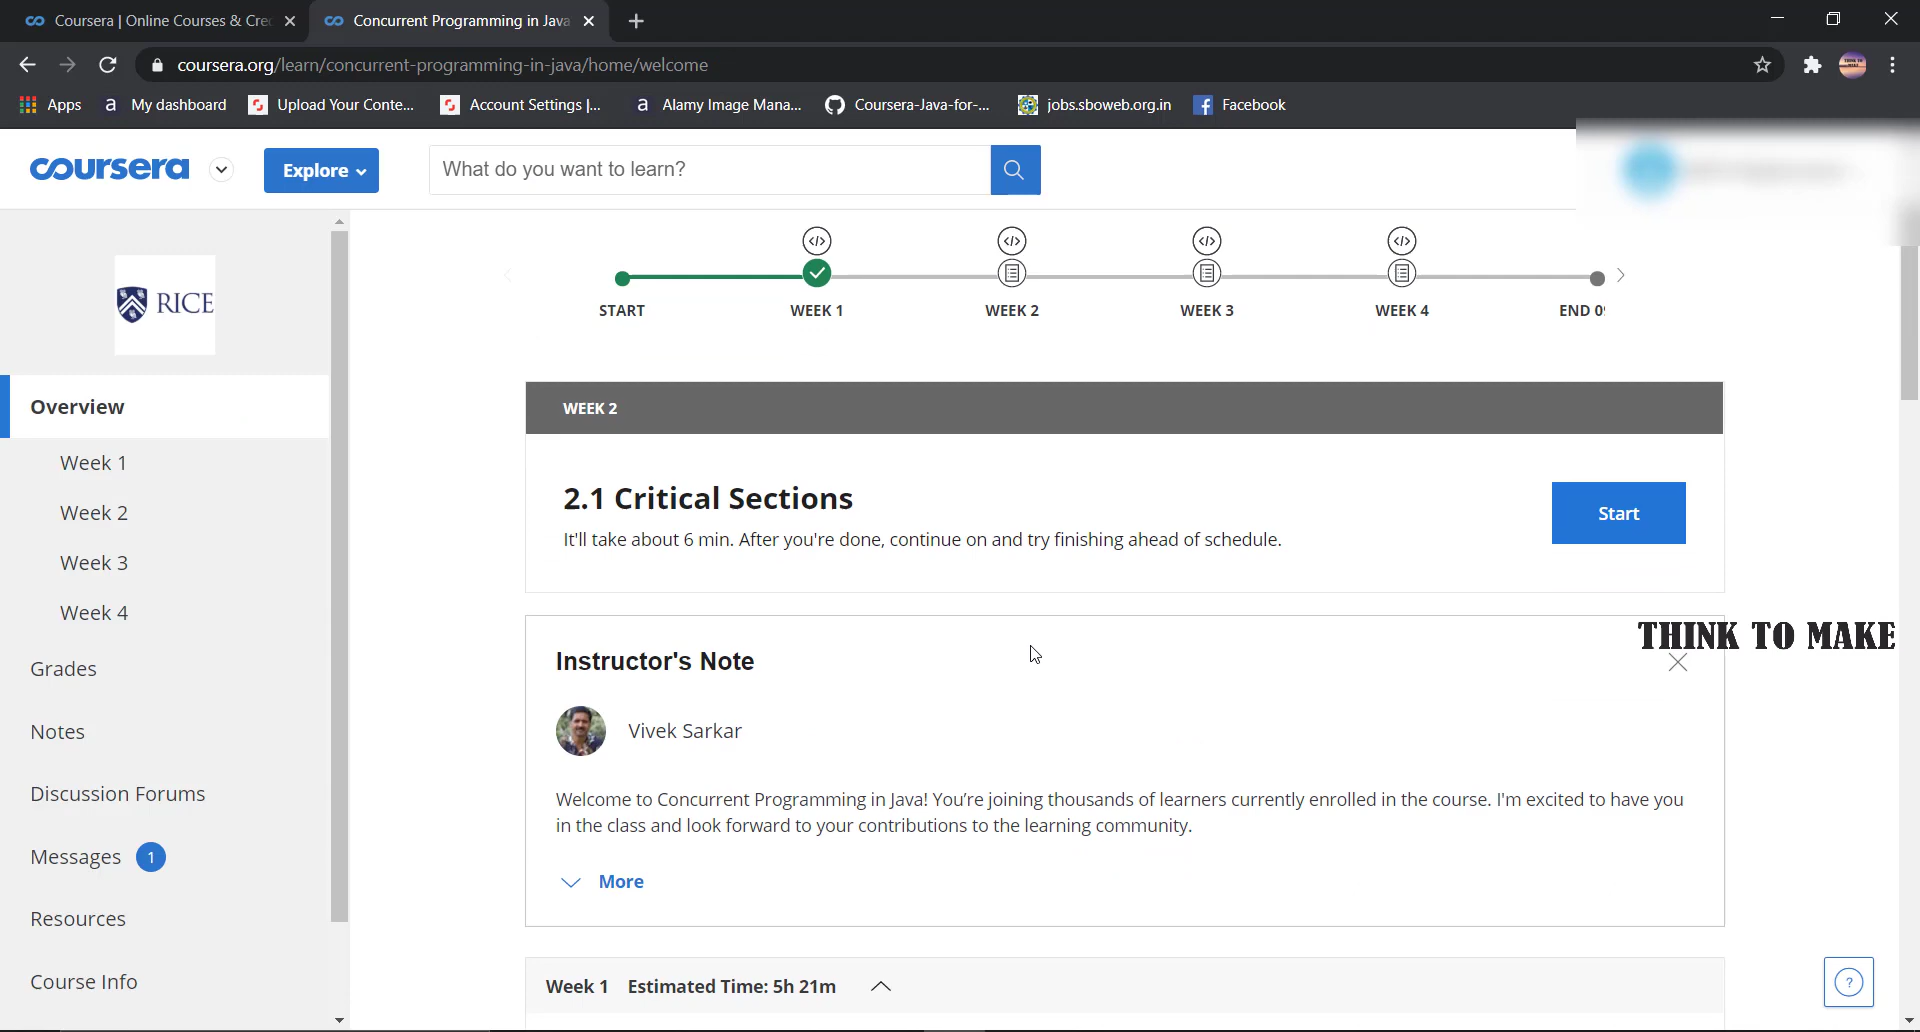 Coursera | Online Courses & Cre
Concurrent Programming in Java
coursera.org/learn/concurrent-programming-in-java/home/welcome
Apps
a My dashboard
Upload Your Conte...
Account Settings |...
a Alamy Image Mana...
Coursera-Java-for-...
jobs.sboweb.org.in
Facebook
coursera
Explore
What do you want to learn?
RICE
Overview
Week 1
Week 2
Week 3
Week 4
Grades
Notes
Discussion Forums
Messages 1
Resources
Course Info
START
WEEK 1
WEEK 2
WEEK 3
WEEK 4
END 0
WEEK 2
2.1 Critical Sections
It'll take about 6 min. After you're done, continue on and try finishing ahead of schedule.
Start
THINK TO MAKE
Instructor's Note
Vivek Sarkar
Welcome to Concurrent Programming in Java! You're joining thousands of learners currently enrolled in the course. I'm excited to have you
in the class and look forward to your contributions to the learning community.
More
Week 1 Estimated Time: 5h 21m
?